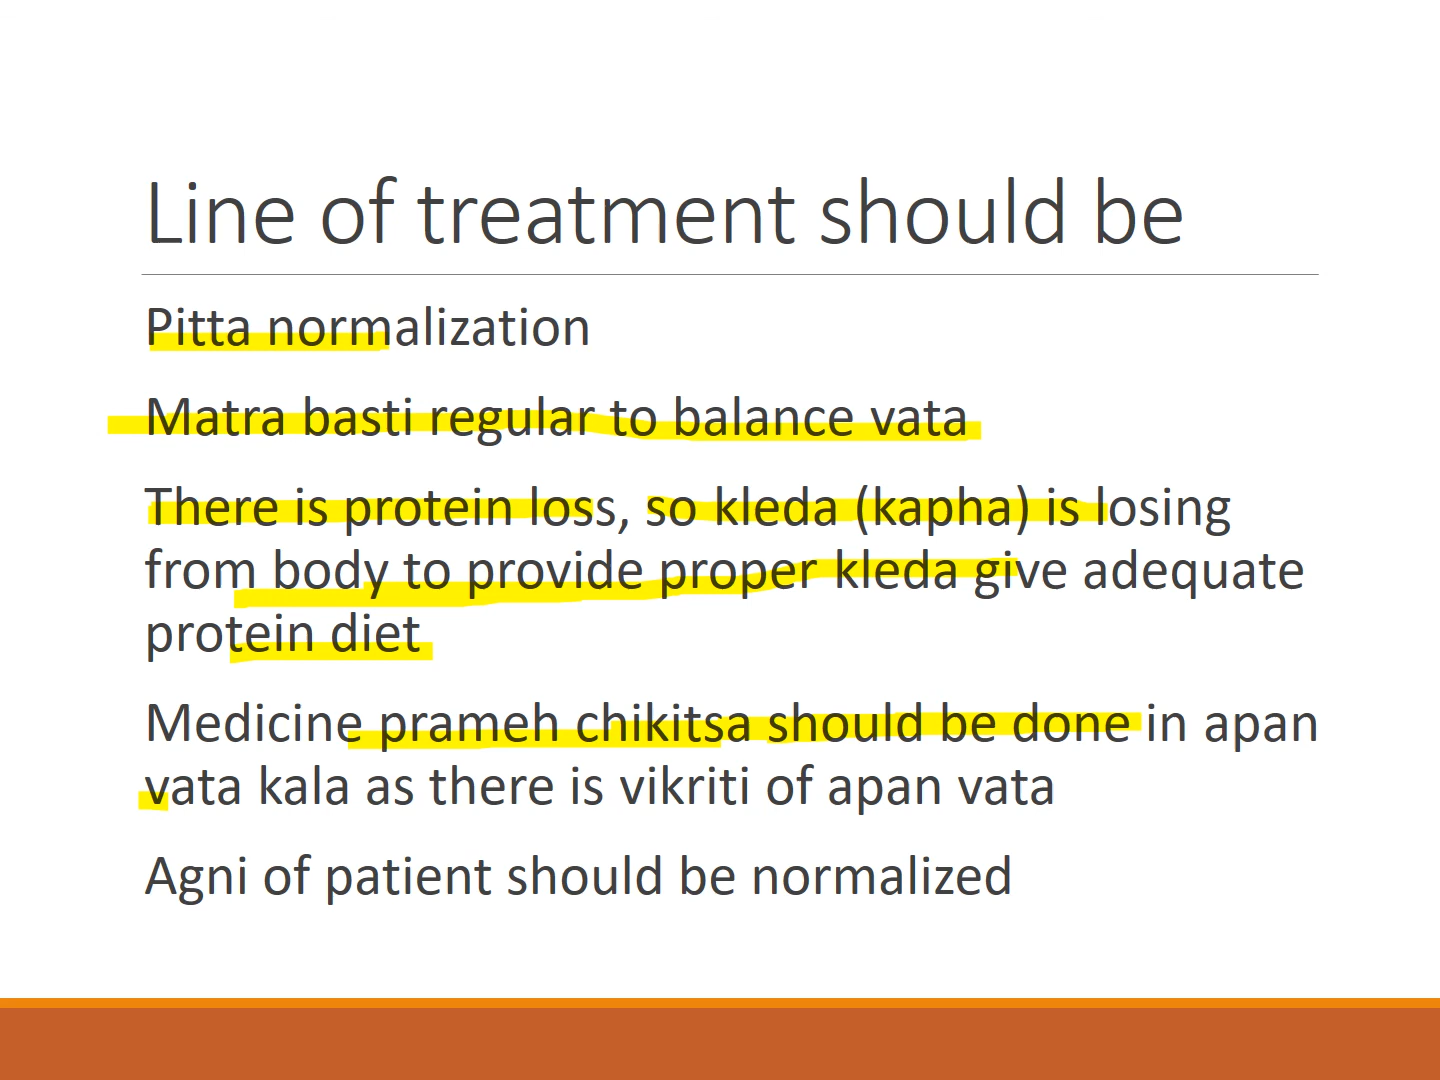 Line of treatment should be
Pitta normalization
Matra basti regular to balance vata
There is protein loss, so kleda (kapha) is losing
from body to provide proper kleda give adequate
protein diet
Medicine prameh chikitsa should be done in apan
vata kala as there is vikriti of apan vata
Agni of patient should be normalized